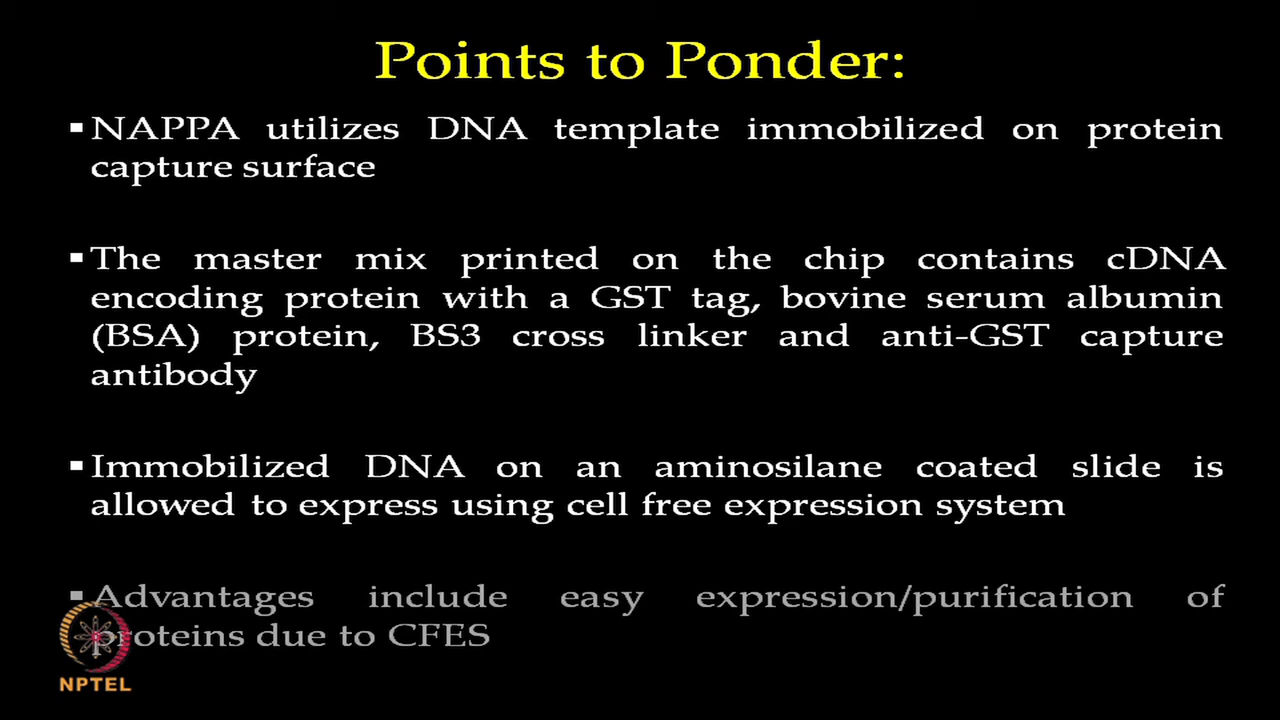 Points to Ponder:
▪NAPPA utilizes DNA template immobilized on protein
capture surface
▪The master mix printed on the chip contains cDNA
encoding protein with a GST tag, bovine serum albumin
(BSA) protein, BS3 cross linker and anti-GST capture
antibody
▪Immobilized DNA on an aminosilane coated slide is
allowed to express using cell free expression system
▪Advantages include easy expression/purification of
proteins due to CFES
NPTEL